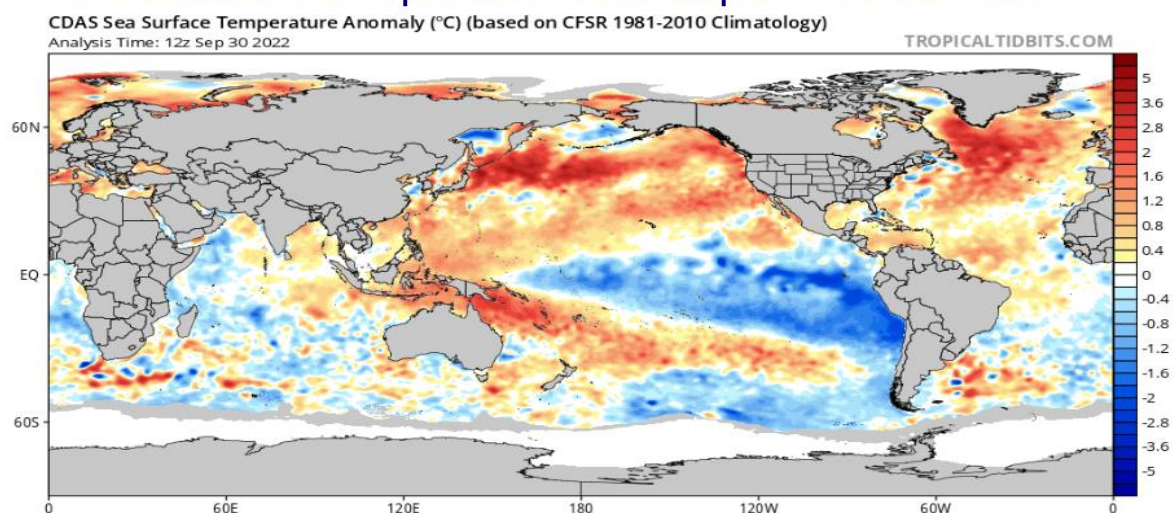 CDAS Sea Surface Temperature Anomaly (°C) (based on CFSR 1981-2010 Climatology)
Analysis Time: 12z Sep 30 2022
TROPICALTIDBITS.COM
60N
EQ
60S
0
60E
120E
180
120W
60W
0
5
3.6
2.8
2
1.6
1.2
0.8
0.4
0
-0.4
-0.8
-1.2
-1.6
-2
-2.8
-3.6
-5